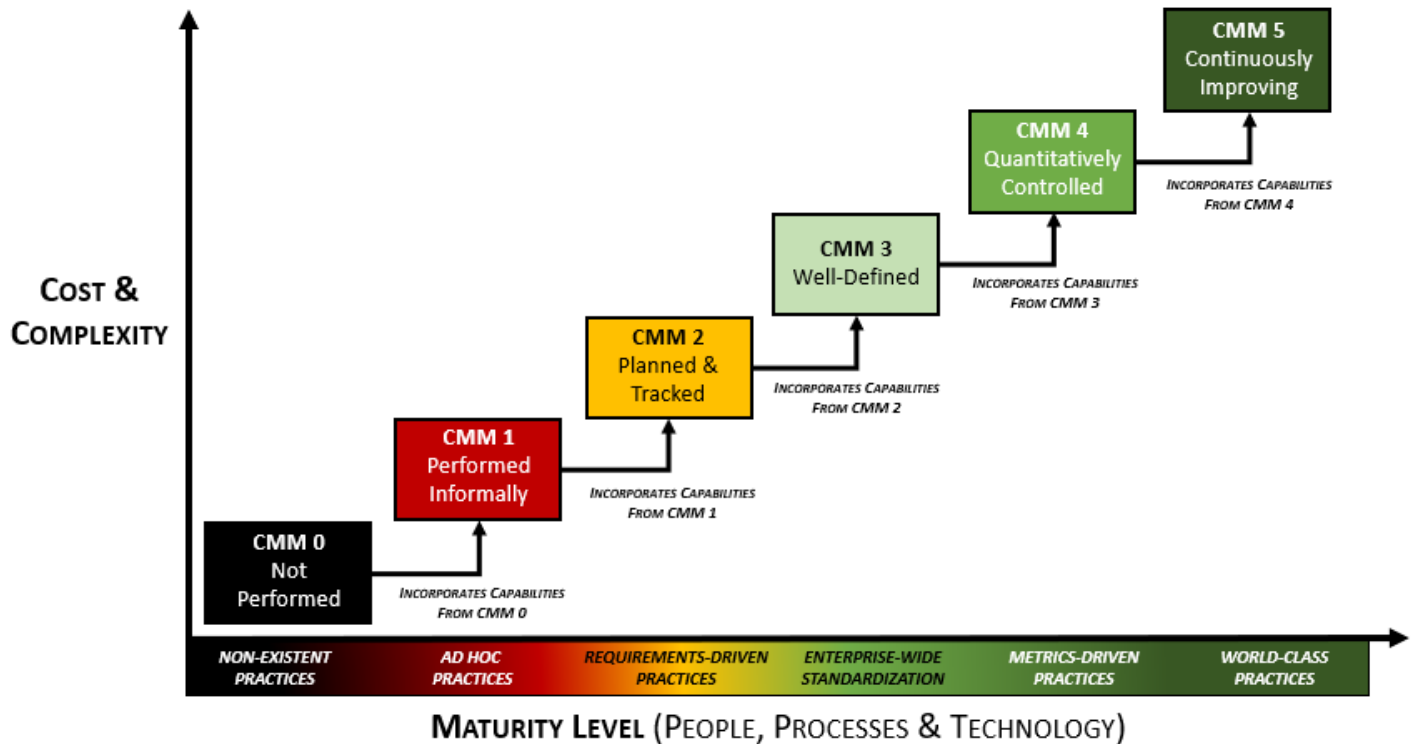 CMM 5
Continuously
Improving
CMM 4
Quantitatively
Controlled
INCORPORATES CAPABILITIES
FROM CMM 4
CMM 3
Well-Defined
INCORPORATES CAPABILITIES
FROM CMM 3
COST &
COMPLEXITY
CMM 2
Planned &
Tracked
INCORPORATES CAPABILITIES
FROM CMM 2
CMM 1
Performed
Informally
INCORPORATES CAPABILITIES
FROM CMM 1
CMM 0
Not
Performed
INCORPORATES CAPABILITIES
FROM CMM 0
NON-EXISTENT
PRACTICES
AD HOC
PRACTICES
REQUIREMENTS-DRIVEN
PRACTICES
ENTERPRISE-WIDE
STANDARDIZATION
METRICS-DRIVEN
PRACTICES
WORLD-CLASS
PRACTICES
MATURITY LEVEL (PEOPLE, PROCESSES & TECHNOLOGY)